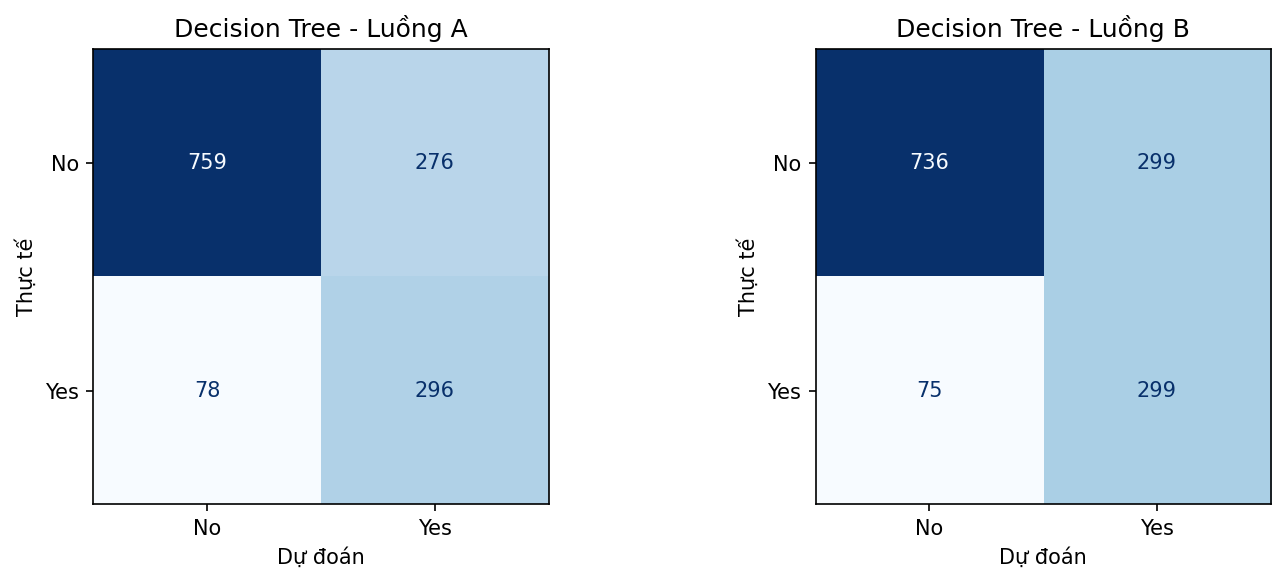 Decision Tree - Luồng A
Thực tế
No
759
276
Yes
78
296
No
Yes
Dự đoán
Decision Tree - Luồng B
Thực tế
No
736
299
Yes
75
299
No
Yes
Dự đoán